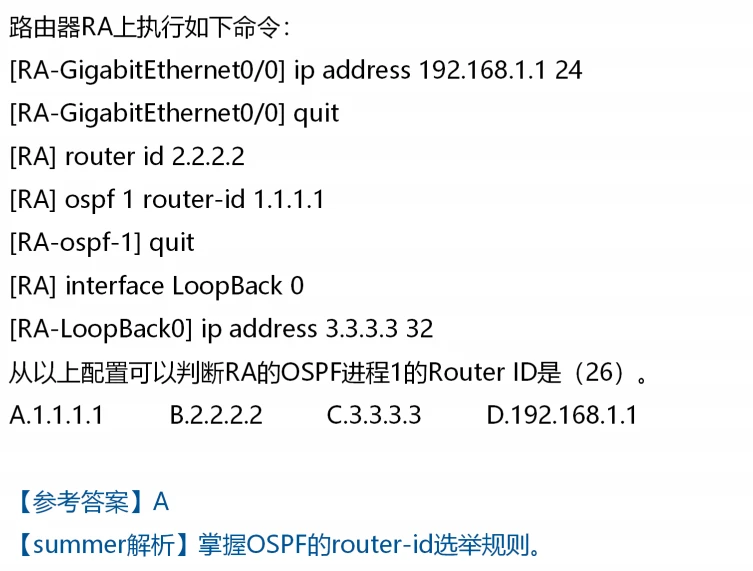 路由器RA上执行如下命令：
[RA-GigabitEthernet0/0] ip address 192.168.1.1 24
[RA-GigabitEthernet0/0] quit
[RA] router id 2.2.2.2
[RA] ospf 1 router-id 1.1.1.1
[RA-ospf-1] quit
[RA] interface LoopBack 0
[RA-LoopBack0] ip address 3.3.3.3 32
从以上配置可以判断RA的OSPF进程1的Router ID是（26）。
A.1.1.1.1 B.2.2.2.2 C.3.3.3.3 D.192.168.1.1
【参考答案】A
【summer解析】掌握OSPF的router-id选举规则。